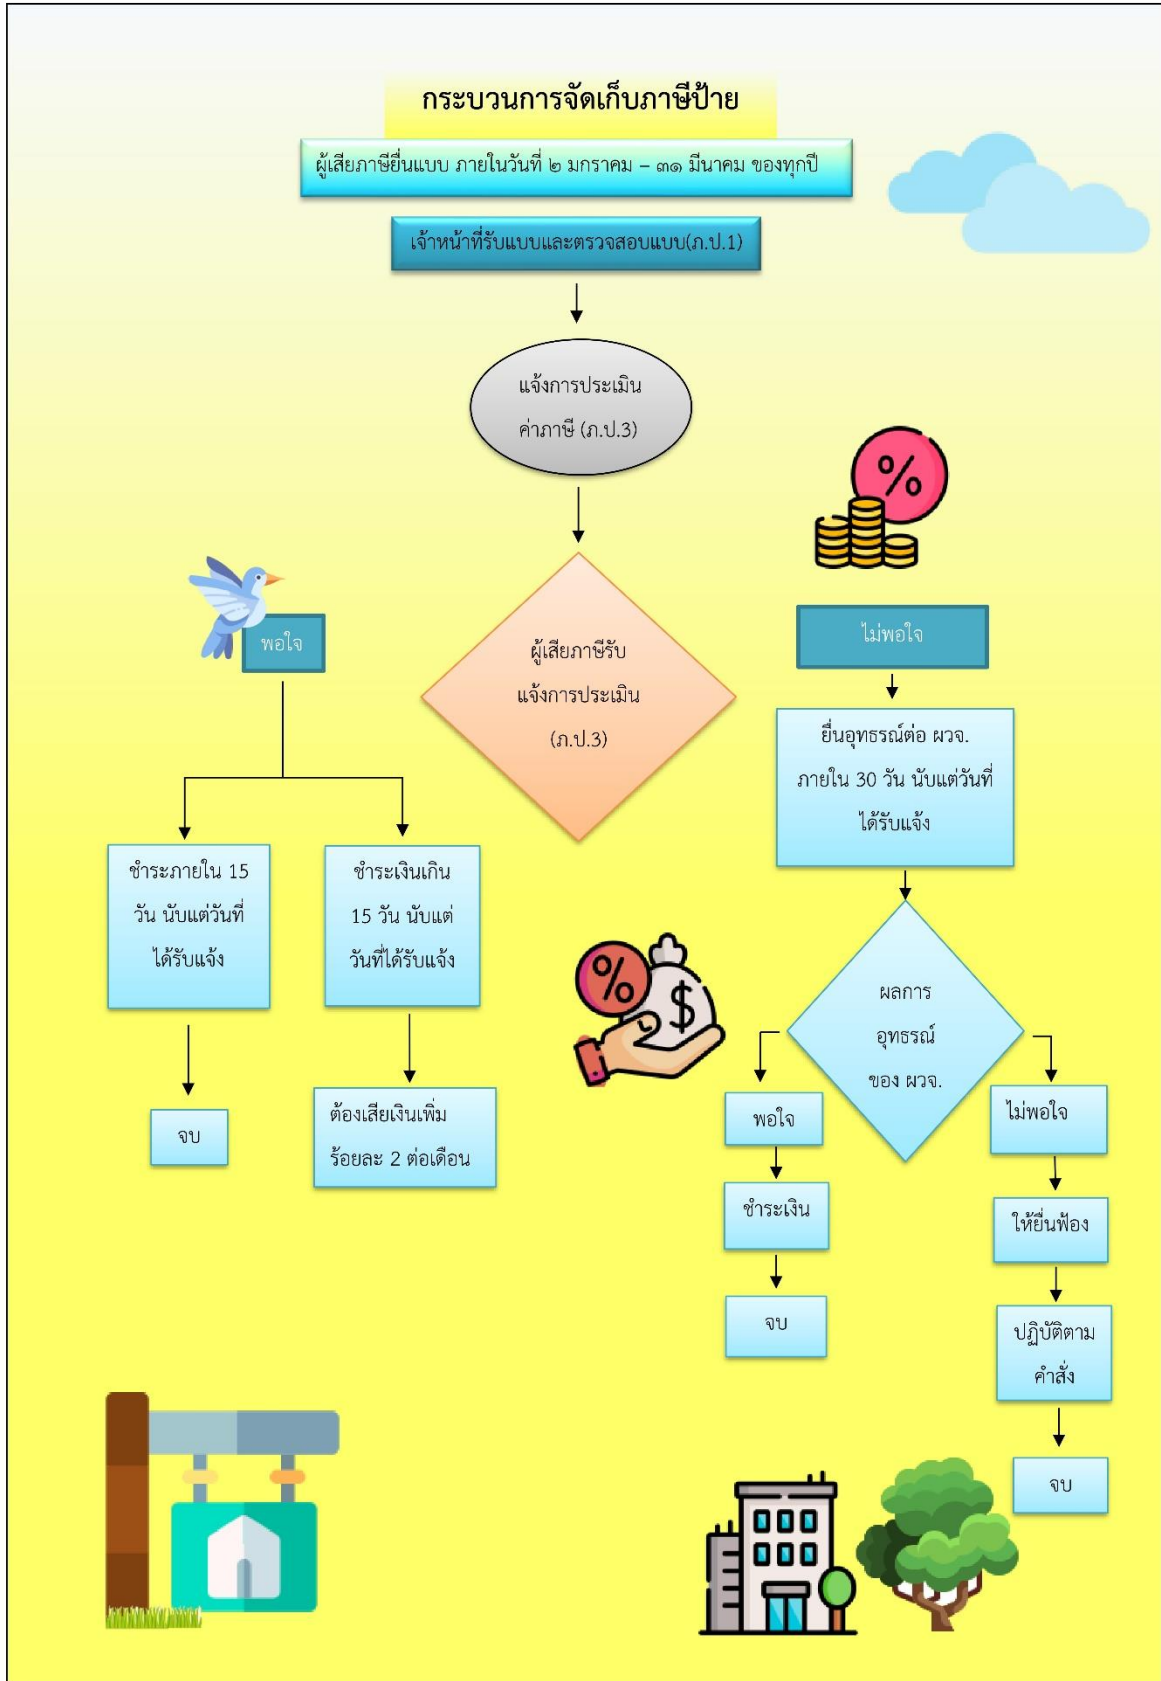 กระบวนการจัดเก็บภาษีป้าย
ผู้เสียภาษียื่นแบบ ภายในวันที่ ๒ มกราคม – ๓๑ มีนาคม ของทุกปี
เจ้าหน้าที่รับแบบและตรวจสอบแบบ(ภ.ป.1)
แจ้งการประเมิน
ค่าภาษี (ภ.ป.3)
%
ผู้เสียภาษีรับ
แจ้งการประเมิน
(ภ.ป.3)
พอใจ
ชำระภายใน 15
วัน นับแต่วันที่
ได้รับแจ้ง
จบ
ชำระเงินเกิน
15 วัน นับแต่
วันที่ได้รับแจ้ง
ต้องเสียเงินเพิ่ม
ร้อยละ 2 ต่อเดือน
ไม่พอใจ
ยื่นอุทธรณ์ต่อ ผวจ.
ภายใน 30 วัน นับแต่วันที่
ได้รับแจ้ง
% $
ผลการ
อุทธรณ์
ของ ผวจ.
พอใจ
ชำระเงิน
จบ
ไม่พอใจ
ให้ยื่นฟ้อง
ปฏิบัติตาม
คำสั่ง
จบ